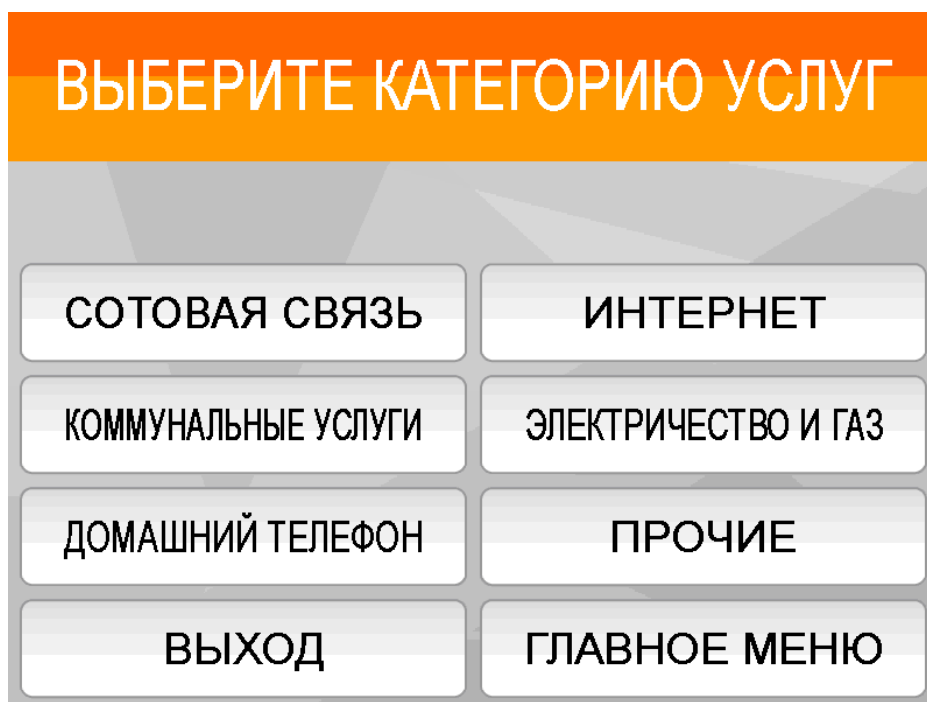 ВЫБЕРИТЕ КАТЕГОРИЮ УСЛУГ
СОТОВАЯ СВЯЗЬ
ИНТЕРНЕТ
КОММУНАЛЬНЫЕ УСЛУГИ
ЭЛЕКТРИЧЕСТВО И ГАЗ
ДОМАШНИЙ ТЕЛЕФОН
ПРОЧИЕ
ВЫХОД
ГЛАВНОЕ МЕНЮ